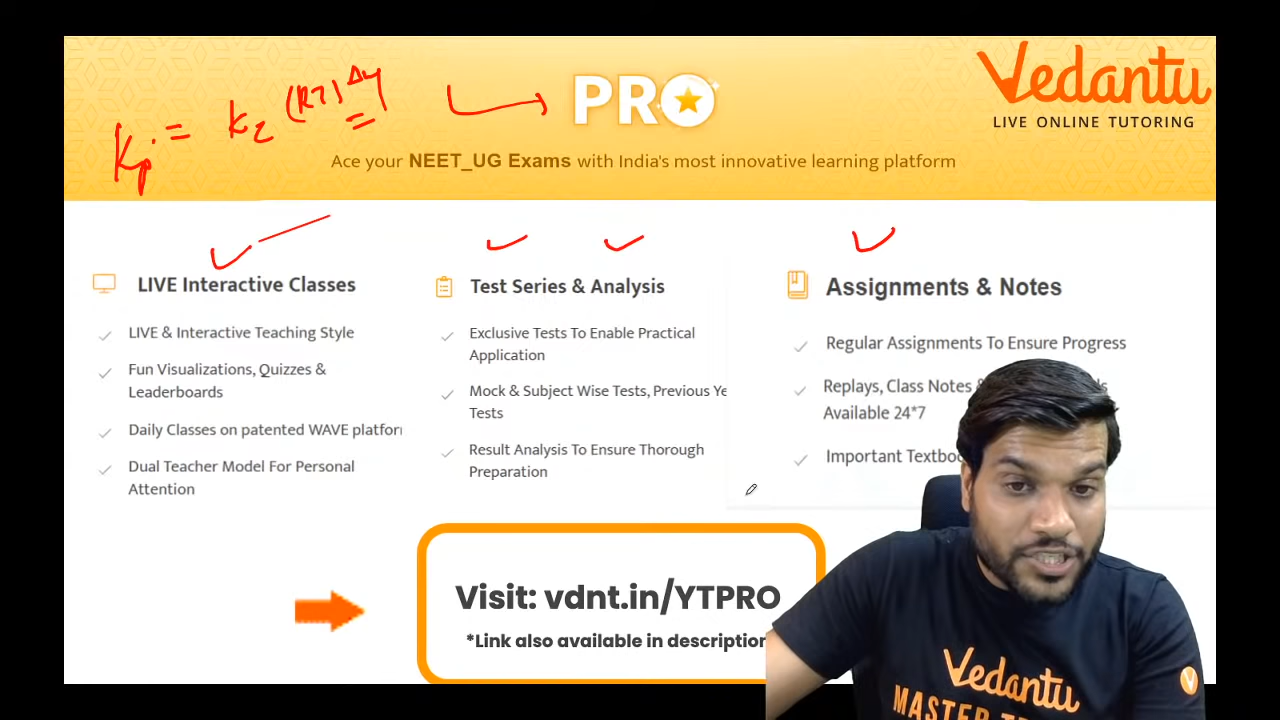 Kp = Kc (RT)^Δy
PRO
Vedantu
LIVE ONLINE TUTORING
Ace your NEET_UG Exams with India's most innovative learning platform
LIVE Interactive Classes
LIVE & Interactive Teaching Style
Fun Visualizations, Quizzes &
Leaderboards
Daily Classes on patented WAVE platfor
Dual Teacher Model For Personal
Attention
Test Series & Analysis
Exclusive Tests To Enable Practical
Application
Mock & Subject Wise Tests, Previous Ye
Tests
Result Analysis To Ensure Thorough
Preparation
Assignments & Notes
Regular Assignments To Ensure Progress
Replays, Class Notes
Available 24*7
Important Textbo
Visit: vdnt.in/YTPRO
*Link also available in description
Vedantu
MASTER
V